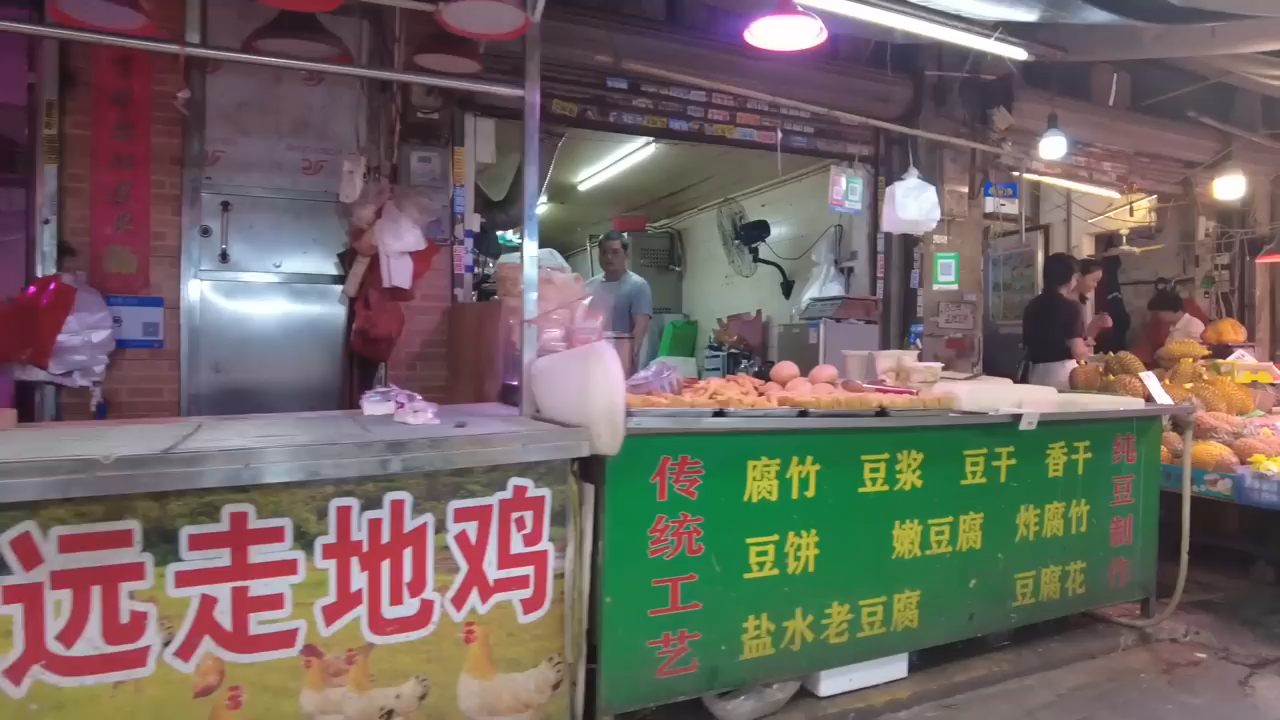 远走地鸡
传统工艺
腐竹 豆浆 豆干 香干
豆饼 嫩豆腐 炸腐竹
盐水老豆腐 豆腐花
纯豆制作